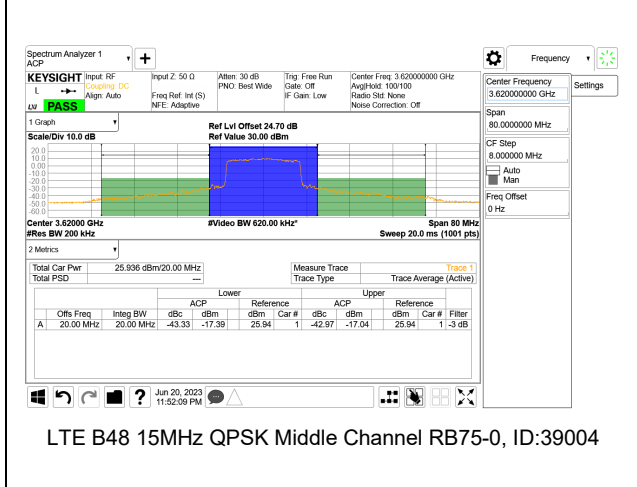 Spectrum Analyzer 1
ACP
Frequency
KEYSIGHT
L
PASS
Input: RF
Coupling: DC
Align: Auto
Input Z: 50 Ω
Freq Ref: Int (S)
NFE: Adaptive
Atten: 30 dB
PNO: Best Wide
Trig: Free Run
Gate: Off
IF Gain: Low
Center Freq: 3.620000000 GHz
Avg|Hold: 100/100
Radio Std: None
Noise Correction: Off
Center Frequency
3.620000000 GHz
Settings
Span
80.0000000 MHz
CF Step
8.000000 MHz
Auto
Man
Freq Offset
0 Hz
1 Graph
Scale/Div 10.0 dB
Ref Lvl Offset 24.70 dB
Ref Value 30.00 dBm
20.0
10.0
0.00
-10.0
-20.0
-30.0
-40.0
-50.0
-60.0
Center 3.62000 GHz
#Video BW 620.00 kHz*
Span 80 MHz
#Res BW 200 kHz
Sweep 20.0 ms (1001 pts)
2 Metrics
Total Car Pwr 25.936 dBm/20.00 MHz
Total PSD ---
Measure Trace Trace 1
Trace Type Trace Average (Active)
Lower Upper
ACP Reference ACP Reference
Offs Freq Integ BW dBc dBm dBm Car # dBc dBm dBm Car # Filter
A 20.00 MHz 20.00 MHz -43.33 -17.39 25.94 1 -42.97 -17.04 25.94 1 -3 dB
?
Jun 20, 2023
11:52:09 PM
LTE B48 15MHz QPSK Middle Channel RB75-0, ID:39004